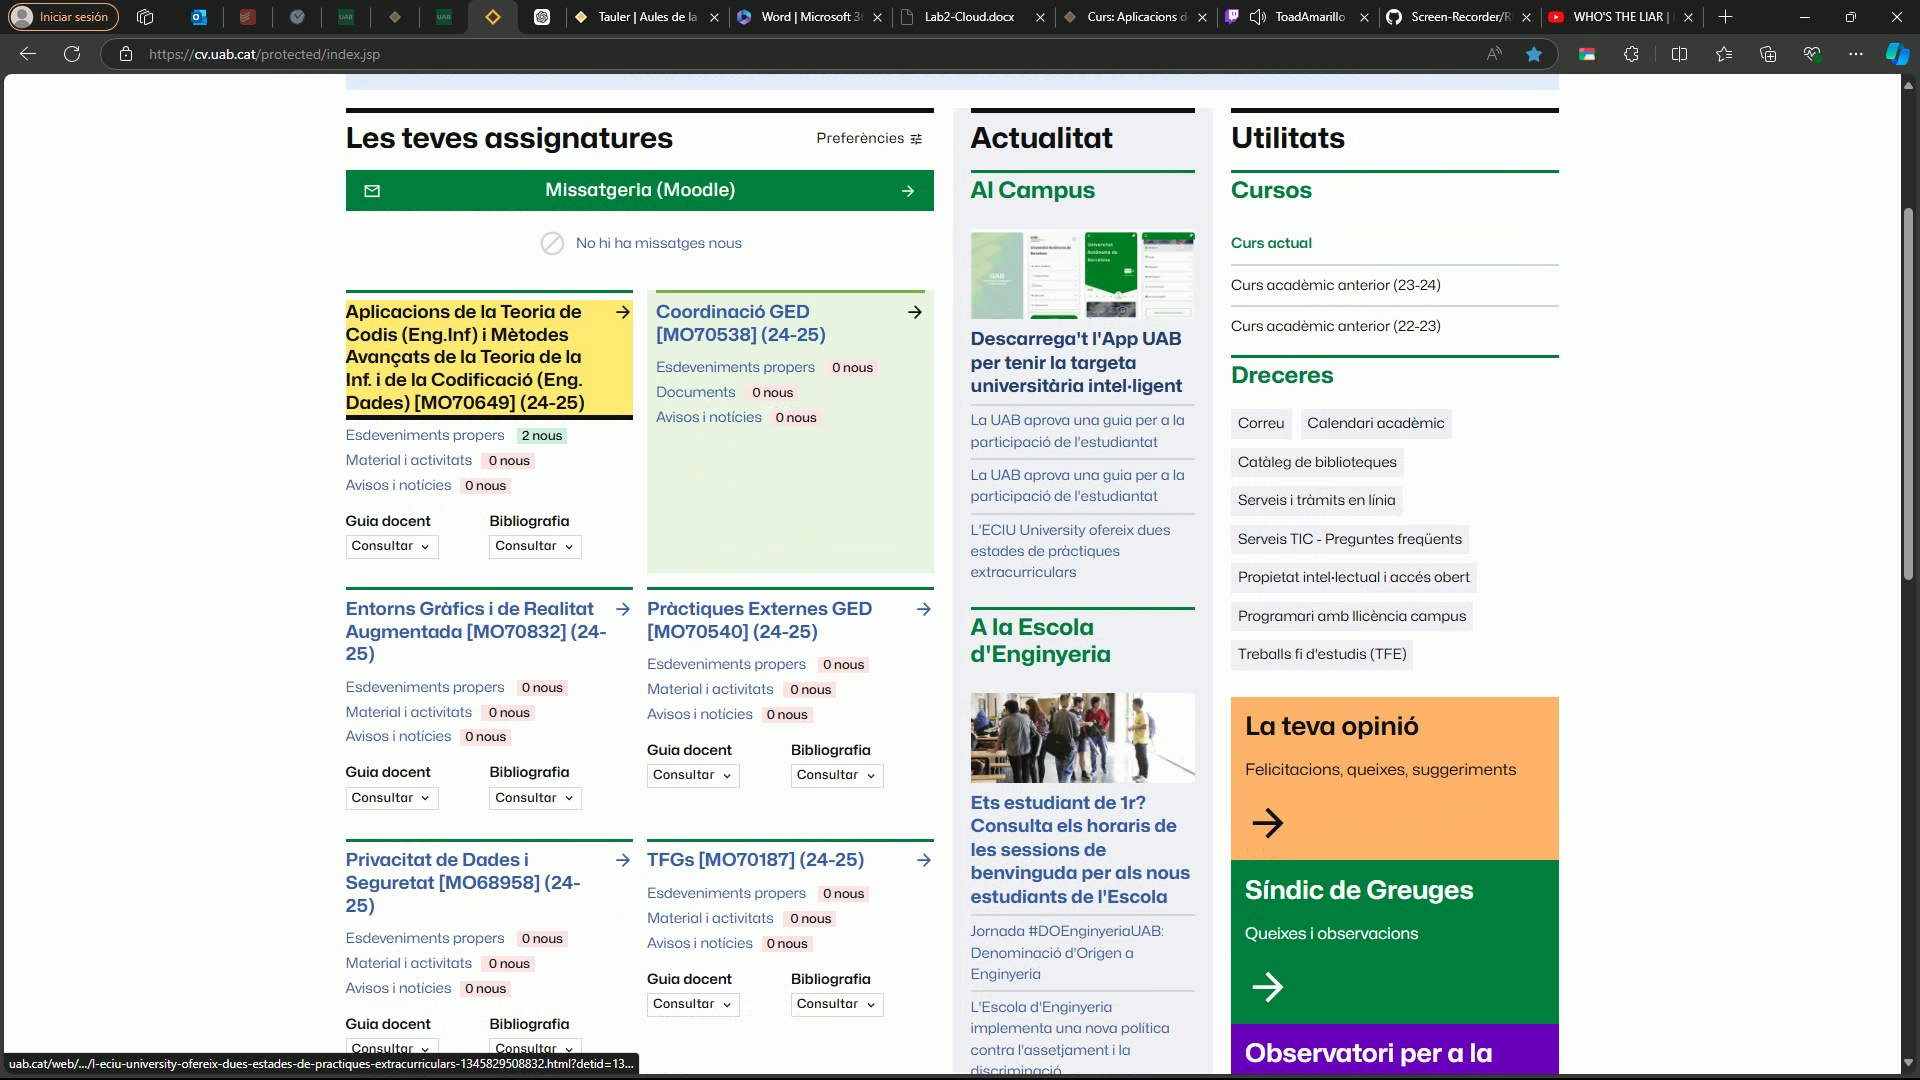 Iniciar sesión
Tauler | Aules de la
Word | Microsoft 3
Lab2-Cloud.docx
Curs: Aplicacions d
ToadAmarillo
Screen-Recorder/R
WHO'S THE LIAR |
https://cv.uab.cat/protected/index.jsp
Les teves assignatures
Preferències
Missatgeria (Moodle)
No hi ha missatges nous
Aplicacions de la Teoria de
Codis (Eng.Inf) i Mètodes
Avançats de la Teoria de la
Inf. i de la Codificació (Eng.
Dades) [MO70649] (24-25)
Esdeveniments propers 2 nous
Material i activitats 0 nous
Avisos i notícies 0 nous
Guia docent Bibliografia
Consultar Consultar
Coordinació GED
[MO70538] (24-25)
Esdeveniments propers 0 nous
Documents 0 nous
Avisos i notícies 0 nous
Entorns Gràfics i de Realitat
Augmentada [MO70832] (24-
25)
Esdeveniments propers 0 nous
Material i activitats 0 nous
Avisos i notícies 0 nous
Guia docent Bibliografia
Consultar Consultar
Pràctiques Externes GED
[MO70540] (24-25)
Esdeveniments propers 0 nous
Material i activitats 0 nous
Avisos i notícies 0 nous
Guia docent Bibliografia
Consultar Consultar
Privacitat de Dades i
Seguretat [MO68958] (24-
25)
Esdeveniments propers 0 nous
Material i activitats 0 nous
Avisos i notícies 0 nous
Guia docent Bibliografia
Consultar Consultar
TFGs [MO70187] (24-25)
Esdeveniments propers 0 nous
Material i activitats 0 nous
Avisos i notícies 0 nous
Guia docent Bibliografia
Consultar Consultar
Actualitat
Al Campus
Descarrega't l'App UAB
per tenir la targeta
universitària intel·ligent
La UAB aprova una guia per a la
participació de l'estudiantat
La UAB aprova una guia per a la
participació de l'estudiantat
L'ECIU University ofereix dues
estades de pràctiques
extracurriculars
A la Escola
d'Enginyeria
Ets estudiant de 1r?
Consulta els horaris de
les sessions de
benvinguda per als nous
estudiants de l'Escola
Jornada #DOEnginyeriaUAB:
Denominació d'Origen a
Enginyeria
L'Escola d'Enginyeria
implementa una nova política
contra l'assetjament i la
discriminació
Utilitats
Cursos
Curs actual
Curs acadèmic anterior (23-24)
Curs acadèmic anterior (22-23)
Dreceres
Correu Calendari acadèmic
Catàleg de biblioteques
Serveis i tràmits en línia
Serveis TIC - Preguntes freqüents
Propietat intel·lectual i accés obert
Programari amb llicència campus
Treballs fi d'estudis (TFE)
La teva opinió
Felicitacions, queixes, suggeriments
Síndic de Greuges
Queixes i observacions
Observatori per a la
uab.cat/web/.../l-eciu-university-ofereix-dues-estades-de-practiques-extracurriculars-1345829508832.html?detid=13...